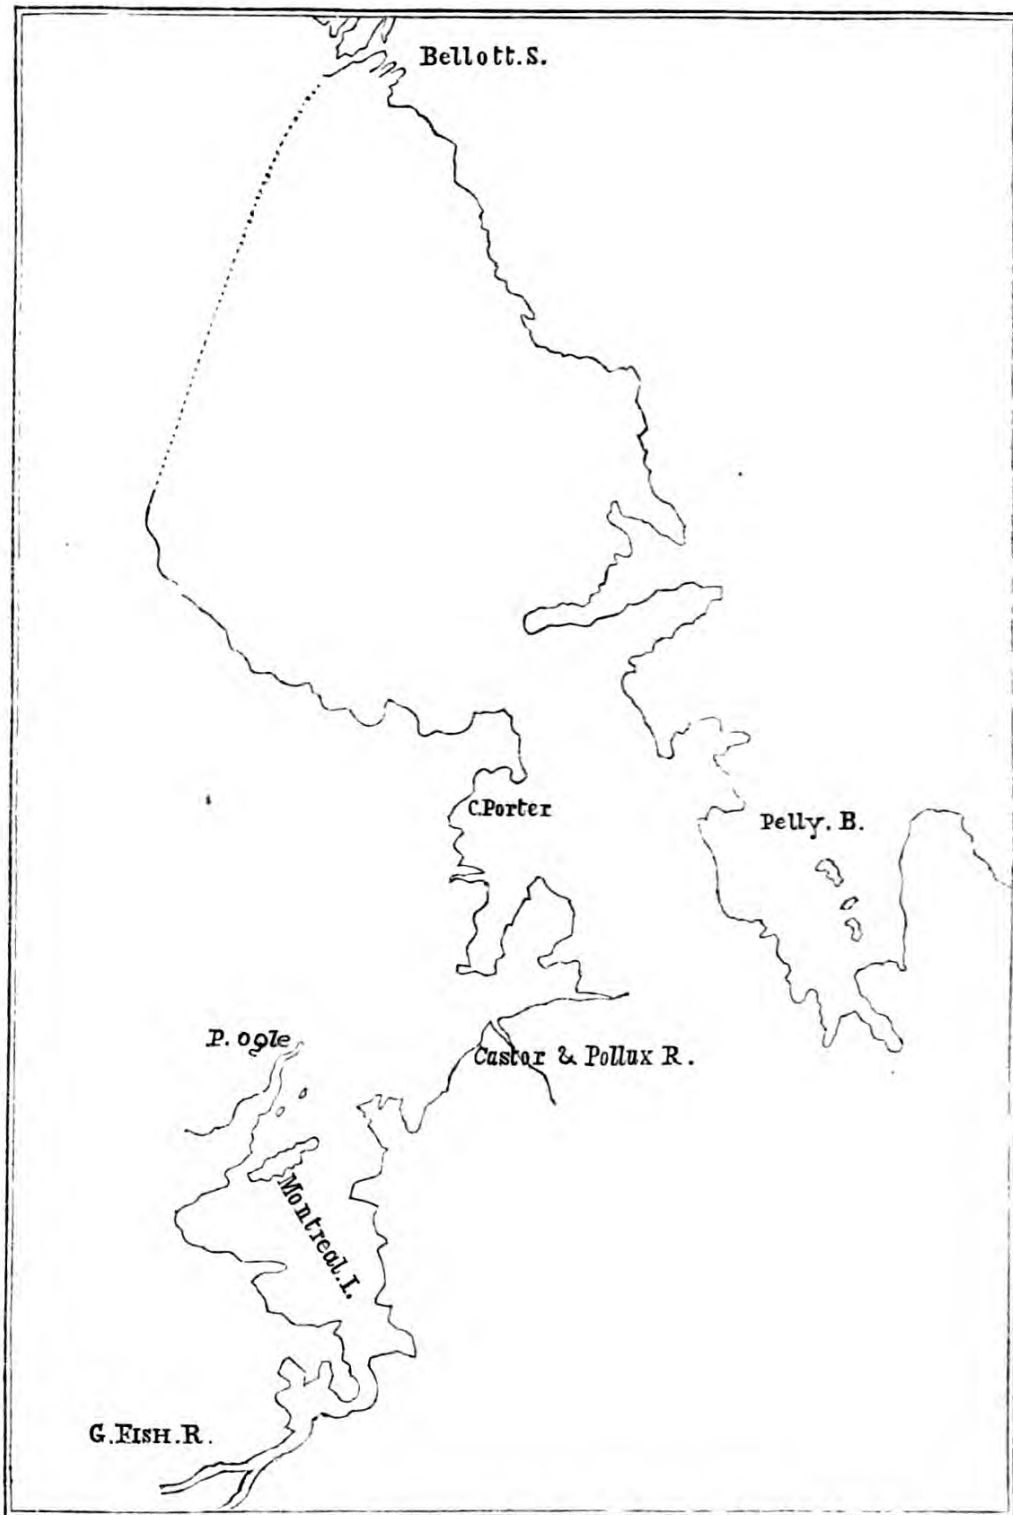 Bellott. S.
C. Porter
Pelly. B.
P. ogle
Castor & Pollux R.
Montreal. I.
G. FISH. R.